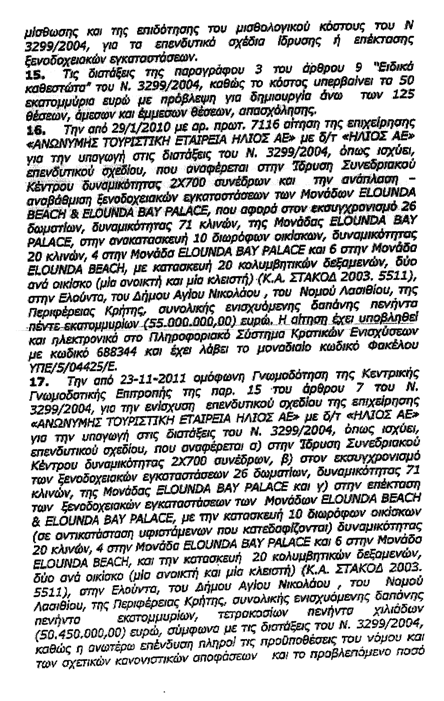 μίσθωσης και της επιδότησης του μισθολογικού κόστους του Ν
3299/2004, για τα επενδυτικά σχέδια ίδρυσης ή επέκτασης
ξενοδοχειακών εγκαταστάσεων.
15. Τις διατάξεις της παραγράφου 3 του άρθρου 9 "Ειδικά
καθεστώτα" του Ν. 3299/2004, καθώς το κόστος υπερβαίνει τα 50
εκατομμύρια ευρώ με πρόβλεψη για δημιουργία άνω των 125
θέσεων, άμεσων και έμμεσων θέσεων, απασχόλησης.
16. Την από 29/1/2010 με αρ. πρωτ. 7116 αίτηση της επιχείρησης
«ΑΝΩΝΥΜΗΣ ΤΟΥΡΙΣΤΙΚΗ ΕΤΑΙΡΕΙΑ ΗΛΙΟΣ ΑΕ» με δ/τ «ΗΛΙΟΣ ΑΕ»
για την υπαγωγή στις διατάξεις του Ν. 3299/2004, όπως ισχύει,
επενδυτικού σχεδίου, που αναφέρεται στην Ίδρυση Συνεδριακού
Κέντρου δυναμικότητας 2Χ700 συνέδρων και την ανάπλαση –
αναβάθμιση ξενοδοχειακών εγκαταστάσεων των Μονάδων ELOUNDA
BEACH & ELOUNDA BAY PALACE, που αφορά στον εκσυγχρονισμό 26
δωματίων, δυναμικότητας 71 κλινών, της Μονάδας ELOUNDA BAY
PALACE, στην ανακατασκευή 10 διωρόφων οικίσκων, δυναμικότητας
20 κλινών, 4 στην Μονάδα ELOUNDA BAY PALACE και 6 στην Μονάδα
ELOUNDA BEACH, με κατασκευή 20 κολυμβητικών δεξαμενών, δύο
ανά οικίσκο (μία ανοικτή και μία κλειστή) (Κ.Α. ΣΤΑΚΟΔ 2003. 5511),
στην Ελούντα, του Δήμου Αγίου Νικολάου , του Νομού Λασιθίου, της
Περιφέρειας Κρήτης, συνολικής ενισχυόμενης δαπάνης πενήντα
πέντε εκατομμυρίων (55.000.000,00) ευρώ. Η αίτηση έχει υποβληθεί
και ηλεκτρονικά στο Πληροφοριακό Σύστημα Κρατικών Ενισχύσεων
με κωδικό 688344 και έχει λάβει το μοναδιαίο κωδικό Φακέλου
ΥΠΕ/5/04425/Ε.
17. Την από 23-11-2011 ομόφωνη Γνωμοδότηση της Κεντρικής
Γνωμοδοτικής Επιτροπής της παρ. 15 του άρθρου 7 του Ν.
3299/2004, για την ενίσχυση επενδυτικού σχεδίου της επιχείρησης
«ΑΝΩΝΥΜΗΣ ΤΟΥΡΙΣΤΙΚΗ ΕΤΑΙΡΕΙΑ ΗΛΙΟΣ ΑΕ» με δ/τ «ΗΛΙΟΣ ΑΕ»
για την υπαγωγή στις διατάξεις του Ν. 3299/2004, όπως ισχύει,
επενδυτικού σχεδίου, που αναφέρεται α) στην Ίδρυση Συνεδριακού
Κέντρου δυναμικότητας 2Χ700 συνέδρων, β) στον εκσυγχρονισμό
των ξενοδοχειακών εγκαταστάσεων 26 δωματίων, δυναμικότητας 71
κλινών, της Μονάδας ELOUNDA BAY PALACE και γ) στην επέκταση
των ξενοδοχειακών εγκαταστάσεων των Μονάδων ELOUNDA BEACH
& ELOUNDA BAY PALACE, με την κατασκευή 10 διωρόφων οικίσκων
(σε αντικατάσταση υφιστάμενων που κατεδαφίζονται) δυναμικότητας
20 κλινών, 4 στην Μονάδα ELOUNDA BAY PALACE και 6 στην Μονάδα
ELOUNDA BEACH, και την κατασκευή 20 κολυμβητικών δεξαμενών,
δύο ανά οικίσκο (μία ανοικτή και μία κλειστή) (Κ.Α. ΣΤΑΚΟΔ 2003.
5511), στην Ελούντα, του Δήμου Αγίου Νικολάου , του Νομού
Λασιθίου, της Περιφέρειας Κρήτης, συνολικής ενισχυόμενης δαπάνης
πενήντα εκατομμυρίων, τετρακοσίων πενήντα χιλιάδων
(50.450.000,00) ευρώ, σύμφωνα με τις διατάξεις του Ν. 3299/2004,
καθώς η ανωτέρω επένδυση πληροί τις προϋποθέσεις του νόμου και
των σχετικών κανονιστικών αποφάσεων και το προβλεπόμενο ποσό